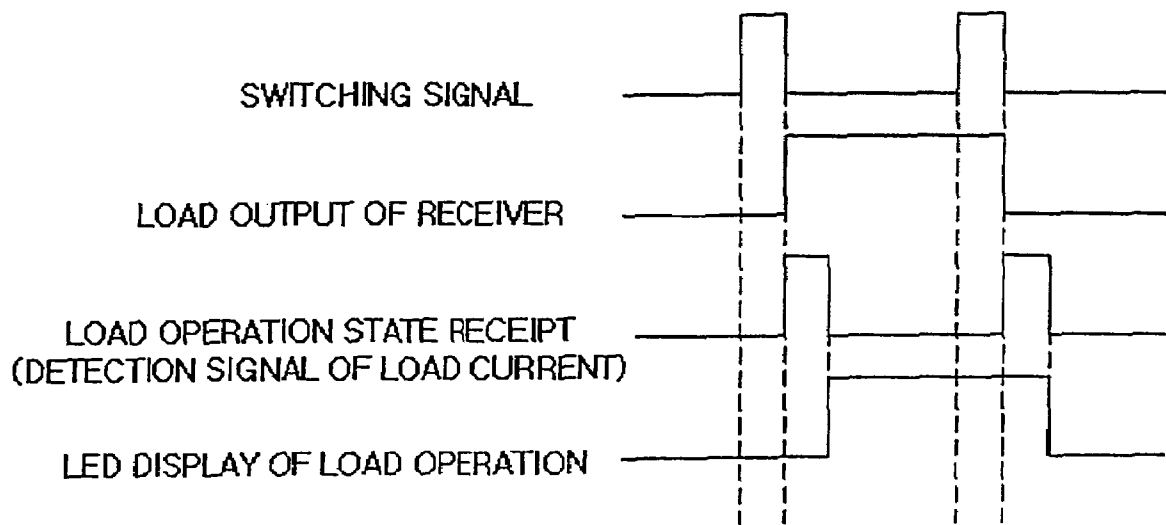 SWITCHING SIGNAL
LOAD OUTPUT OF RECEIVER
LOAD OPERATION STATE RECEIPT
(DETECTION SIGNAL OF LOAD CURRENT)
LED DISPLAY OF LOAD OPERATION